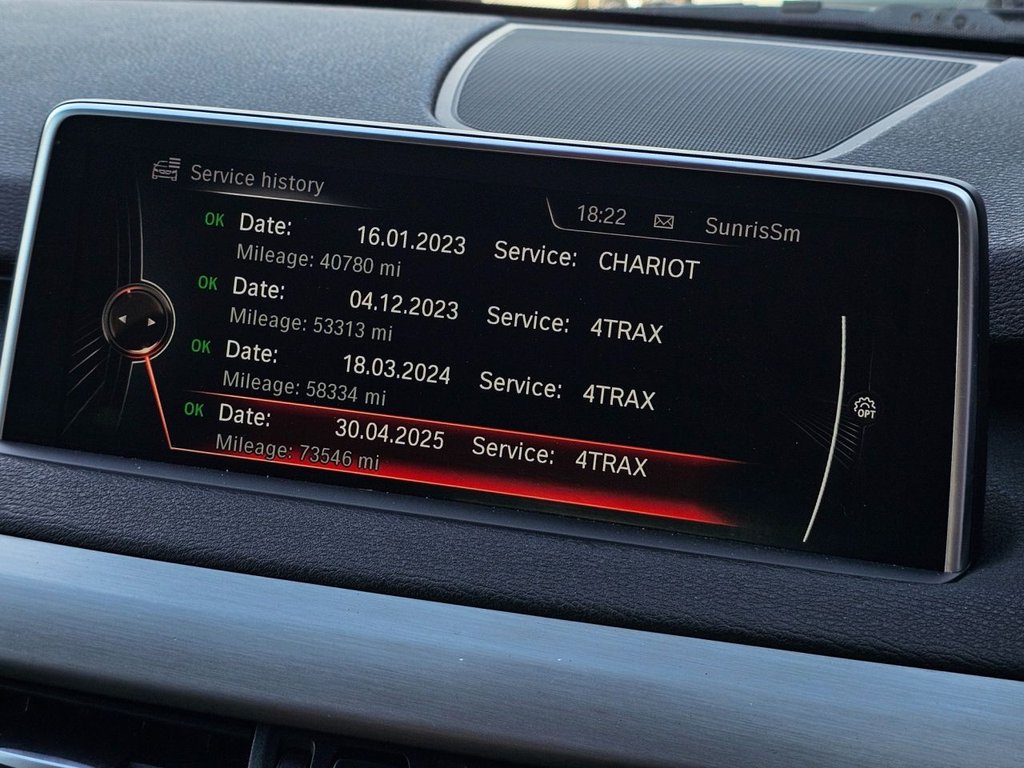 Service history
18:22 SunrisSm
OK Date: 16.01.2023 Service: CHARIOT
Mileage: 40780 mi
OK Date: 04.12.2023 Service: 4TRAX
Mileage: 53313 mi
OK Date: 18.03.2024 Service: 4TRAX
Mileage: 58334 mi
OK Date: 30.04.2025 Service: 4TRAX
Mileage: 73546 mi
OPT